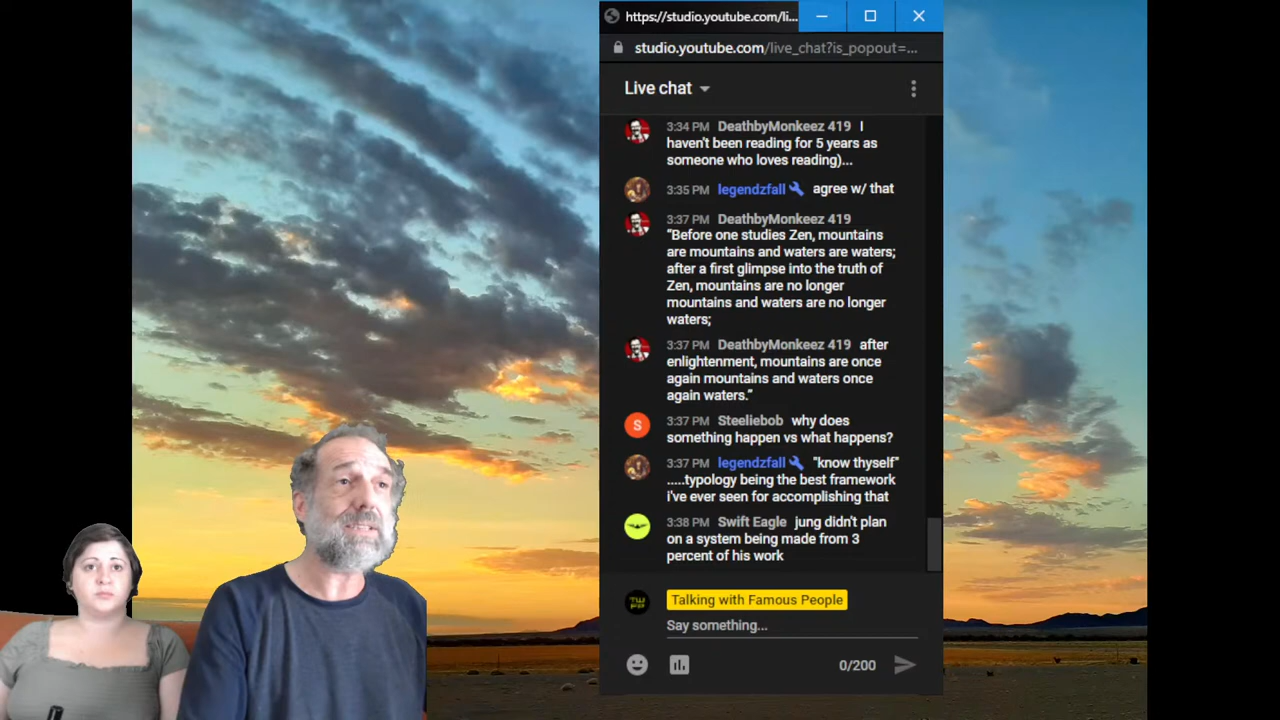 https://studio.youtube.com/li...
studio.youtube.com/live_chat?is_popout=...
Live chat
3:34 PM DeathbyMonkeez 419 I
haven't been reading for 5 years as
someone who loves reading)...
3:35 PM legendzfall agree w/ that
3:37 PM DeathbyMonkeez 419
“Before one studies Zen, mountains
are mountains and waters are waters;
after a first glimpse into the truth of
Zen, mountains are no longer
mountains and waters are no longer
waters;
3:37 PM DeathbyMonkeez 419 after
enlightenment, mountains are once
again mountains and waters once
again waters.”
S
3:37 PM Steeliebob why does
something happen vs what happens?
3:37 PM legendzfall "know thyself"
.....typology being the best framework
i've ever seen for accomplishing that
3:38 PM Swift Eagle jung didn't plan
on a system being made from 3
percent of his work
Talking with Famous People
Say something...
0/200